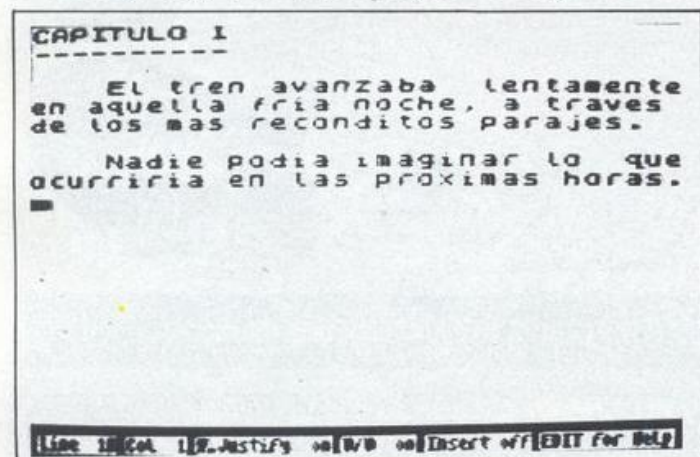 CAPITULO I
----------
El tren avanzaba lentamente
en aquella fria noche, a traves
de los mas reconditos parajes.
Nadie podia imaginar lo que
ocurriria en las proximas horas.
Line Col 1 R.Justify on W/W on Insert off EDIT for Help